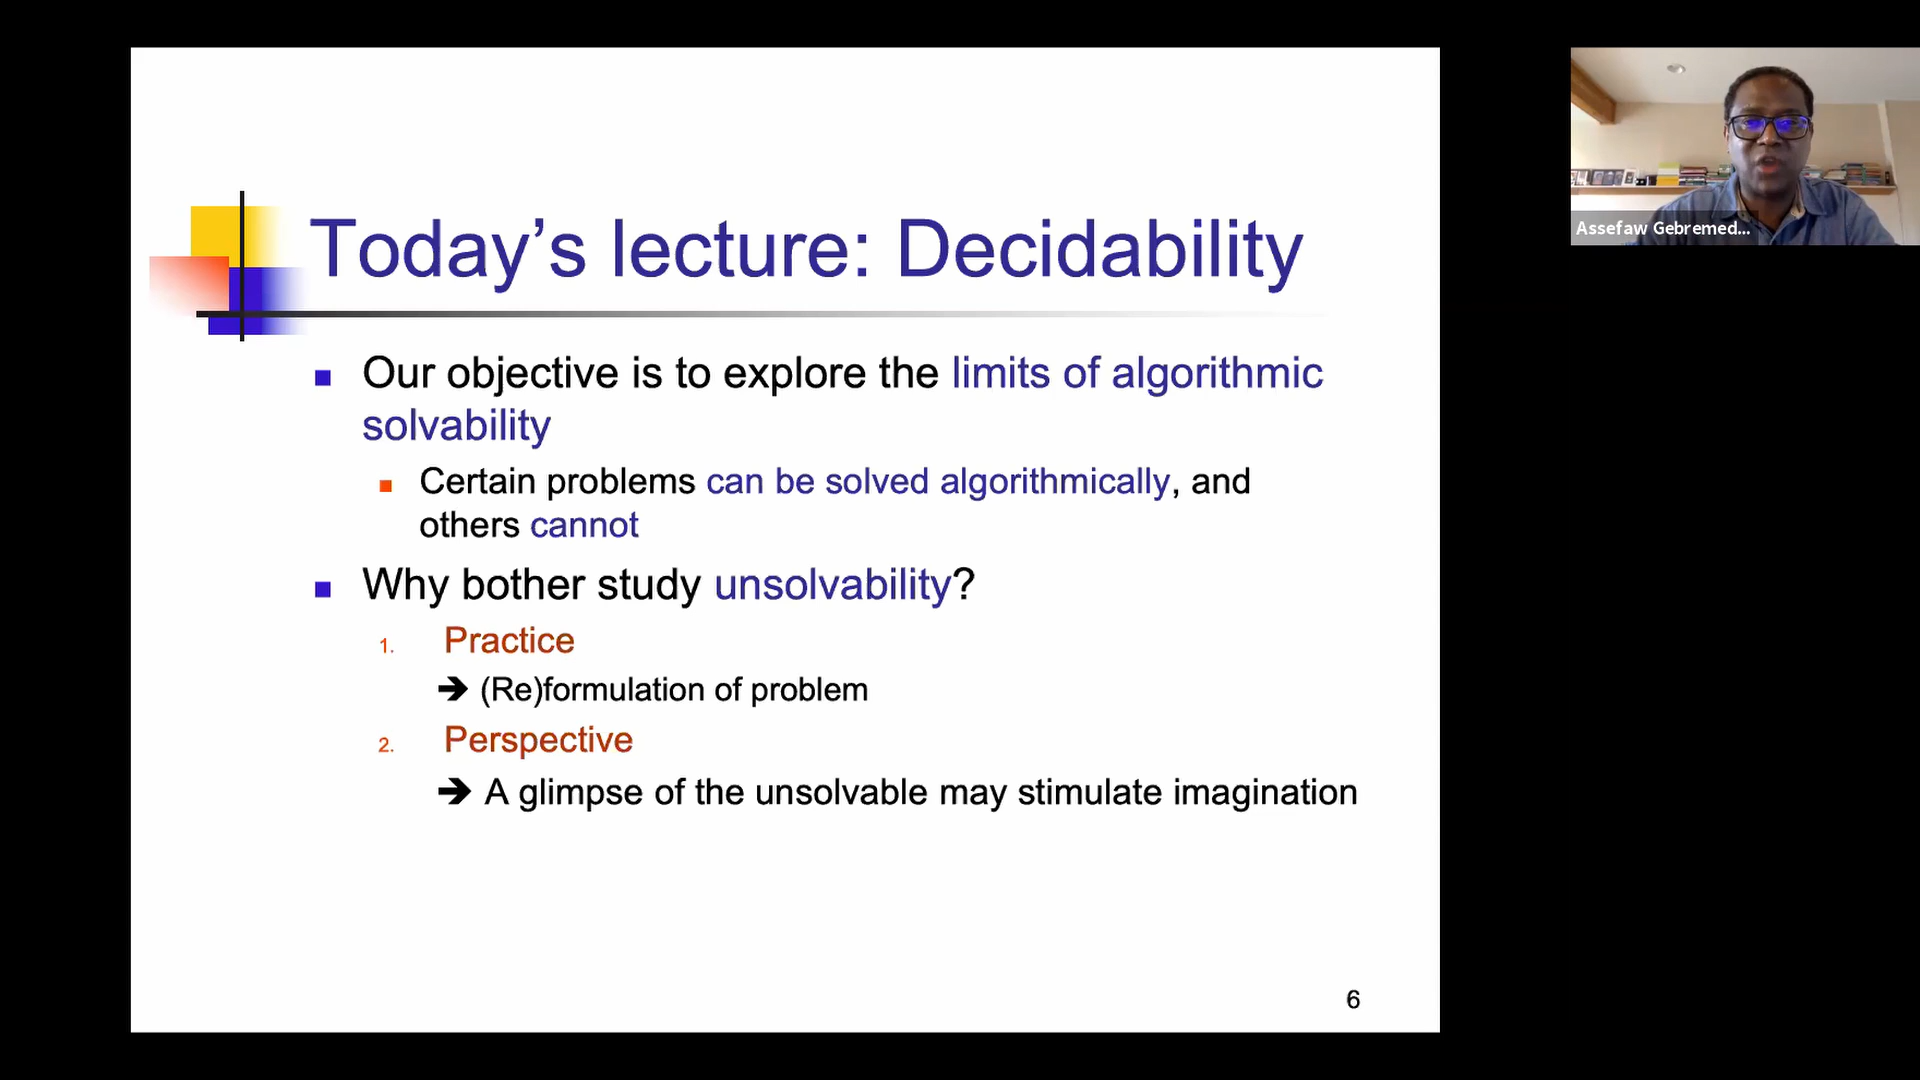 Today’s lecture: Decidability
Our objective is to explore the limits of algorithmic
solvability
Certain problems can be solved algorithmically, and
others cannot
Why bother study unsolvability?
1. Practice
➔ (Re)formulation of problem
2. Perspective
➔ A glimpse of the unsolvable may stimulate imagination
6
Assefaw Gebremed...